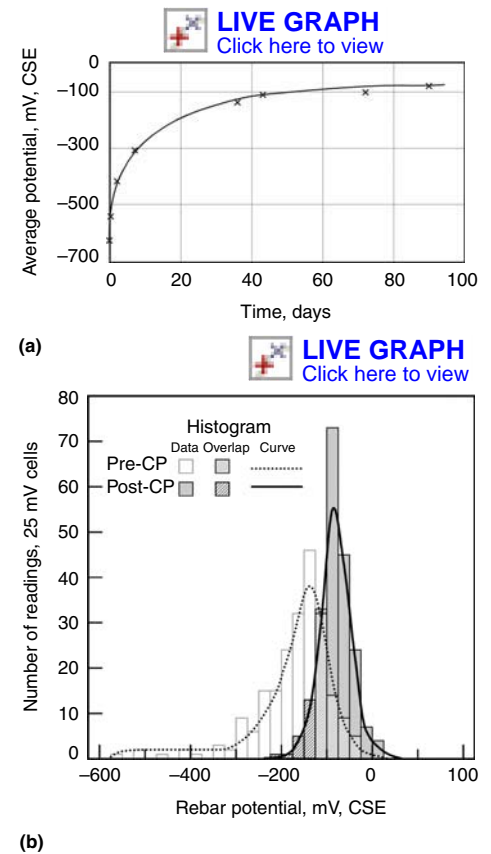 LIVE GRAPH
Click here to view
0
–100
–300
–500
–700
Average potential, mV, CSE
0 20 40 60 80 100
Time, days
(a)
LIVE GRAPH
Click here to view
80
70
60
50
40
30
20
10
0
Number of readings, 25 mV cells
Histogram
Data Overlap Curve
Pre-CP
Post-CP
–600 –400 –200 0 100
Rebar potential, mV, CSE
(b)